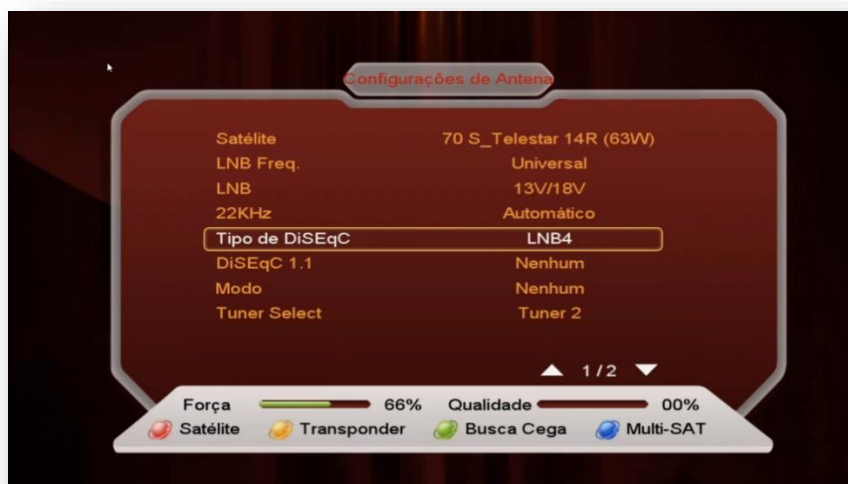 Configurações de Antena
Satélite 70 S_Telestar 14R (63W)
LNB Freq. Universal
LNB 13V/18V
22KHz Automático
Tipo de DiSEqC LNB4
DiSEqC 1.1 Nenhum
Modo Nenhum
Tuner Select Tuner 2
1/2
Força 66% Qualidade 00%
Satélite Transponder Busca Cega Multi-SAT